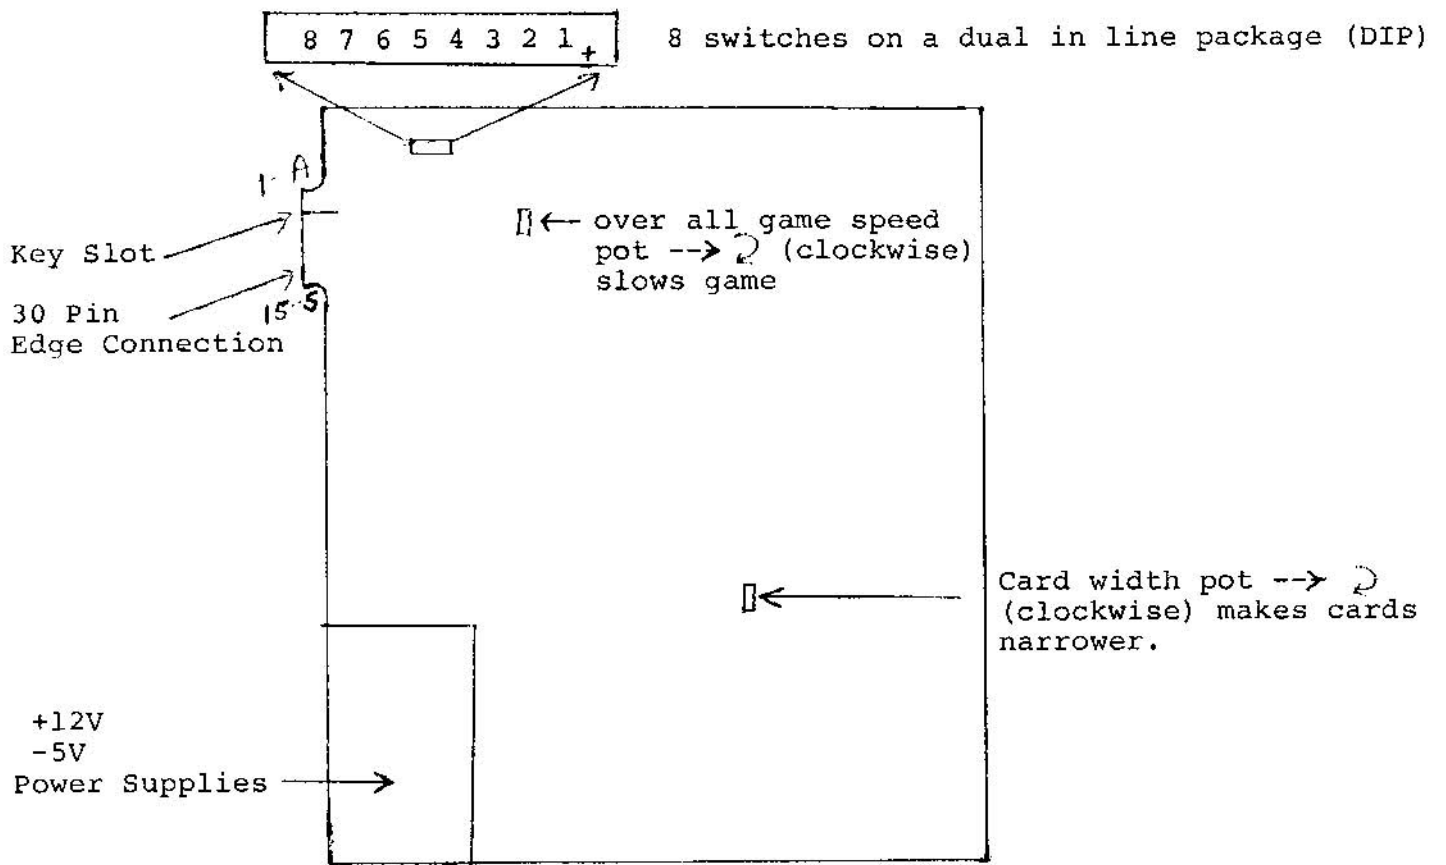 8 7 6 5 4 3 2 1 +
8 switches on a dual in line package (DIP)
1- A
Key Slot
over all game speed
pot --> (clockwise)
slows game
30 Pin
Edge Connection
15-S
Card width pot -->
(clockwise) makes cards
narrower.
+12V
-5V
Power Supplies